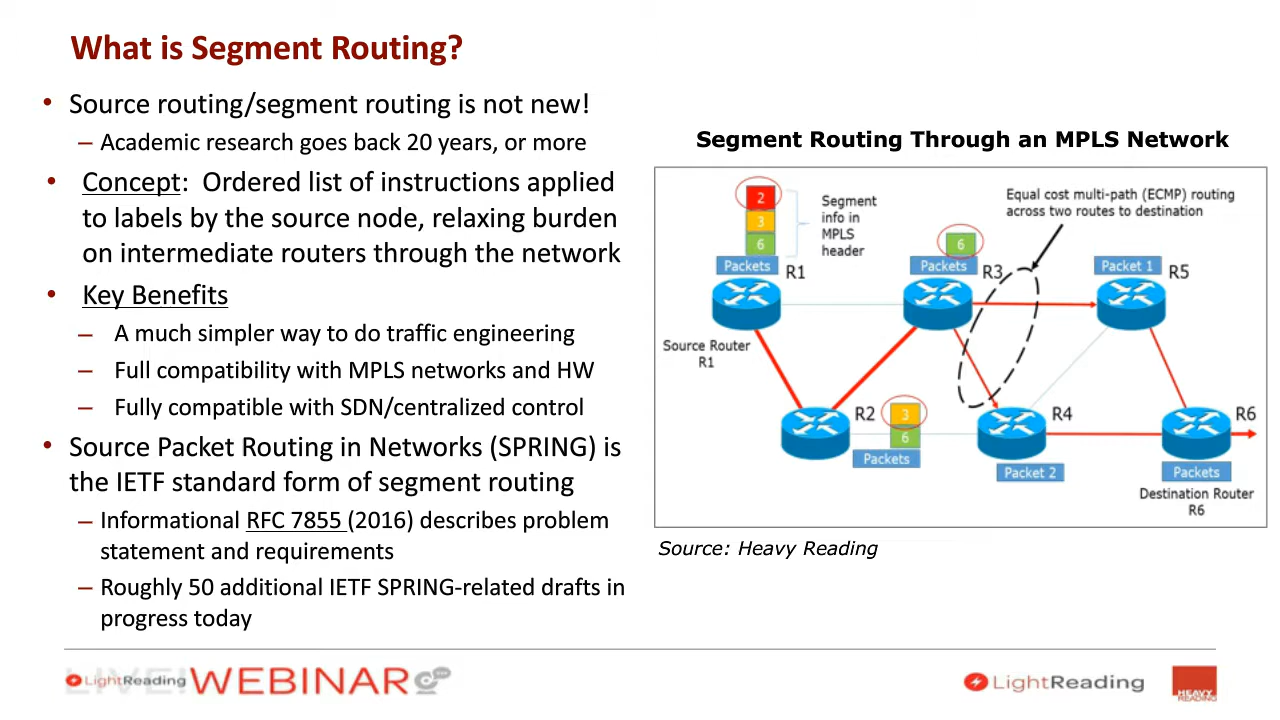 What is Segment Routing?
• Source routing/segment routing is not new!
– Academic research goes back 20 years, or more
• Concept: Ordered list of instructions applied
to labels by the source node, relaxing burden
on intermediate routers through the network
• Key Benefits
– A much simpler way to do traffic engineering
– Full compatibility with MPLS networks and HW
– Fully compatible with SDN/centralized control
• Source Packet Routing in Networks (SPRING) is
the IETF standard form of segment routing
– Informational RFC 7855 (2016) describes problem
statement and requirements
– Roughly 50 additional IETF SPRING-related drafts in
progress today
Segment Routing Through an MPLS Network
2
3
6
Packets
R1
Segment
info in
MPLS
header
Source Router
R1
6
Packets
R3
Equal cost multi-path (ECMP) routing
across two routes to destination
Packet 1
R5
R2
3
6
Packets
R4
Packet 2
R6
Packets
Destination Router
R6
Source: Heavy Reading
LIVE!
LightReading
WEBINAR
LightReading
HEAVY
READING